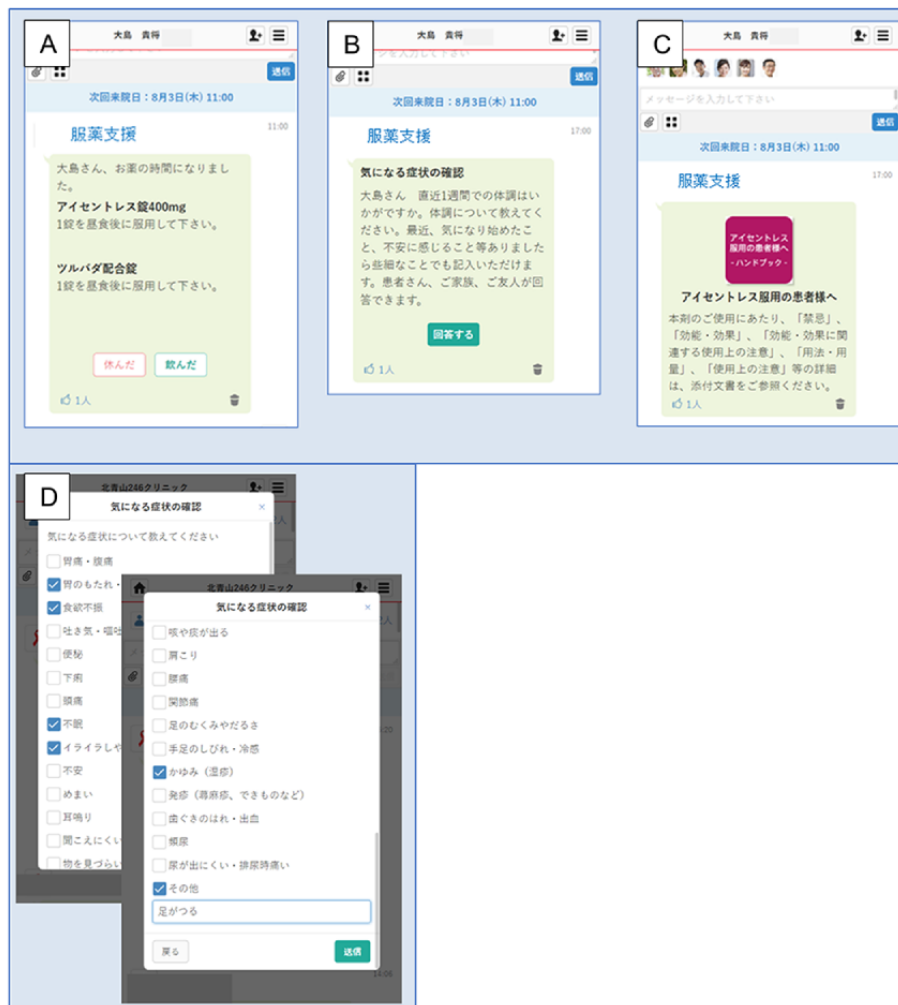 A
大島 貴将
送信
次回来院日：8月3日(木) 11:00
11:00
服薬支援
大島さん、お薬の時間になりまし
た。
アイセントレス錠400mg
1錠を昼食後に服用して下さい。
ツルバダ配合錠
1錠を昼食後に服用して下さい。
休んだ
飲んだ
1人
B
大島 貴将
ジを入力して下さい
送信
次回来院日：8月3日(木) 11:00
17:00
服薬支援
気になる症状の確認
大島さん 直近1週間での体調はい
かがですか。体調について教えてく
ださい。最近、気になり始めたこ
と、不安に感じること等ありました
ら些細なことでも記入いただけま
す。患者さん、ご家族、ご友人が回
答できます。
回答する
1人
C
大島 貴将
メッセージを入力して下さい
送信
次回来院日：8月3日(木) 11:00
17:00
服薬支援
アイセントレス
服用の患者様へ
- ハンドブック -
アイセントレス服用の患者様へ
本剤のご使用にあたり、「禁忌」、
「効能・効果」、「効能・効果に関
連する使用上の注意」、「用法・用
量」、「使用上の注意」等の詳細
は、添付文書をご参照ください。
1人
D
北青山246クリニック
気になる症状の確認
×
気になる症状について教えてください
胃痛・腹痛
胃のもたれ・
食欲不振
吐き気・嘔吐
便秘
下痢
頭痛
不眠
イライラしや
不安
めまい
耳鳴り
聞こえにくい
物を見づらい
北青山246クリニック
気になる症状の確認
×
咳や痰が出る
肩こり
腰痛
関節痛
足のむくみやだるさ
手足のしびれ・冷感
かゆみ（湿疹）
発疹（蕁麻疹、できものなど）
歯ぐきのはれ・出血
頻尿
尿が出にくい・排尿時痛い
その他
足がつる
戻る
送信